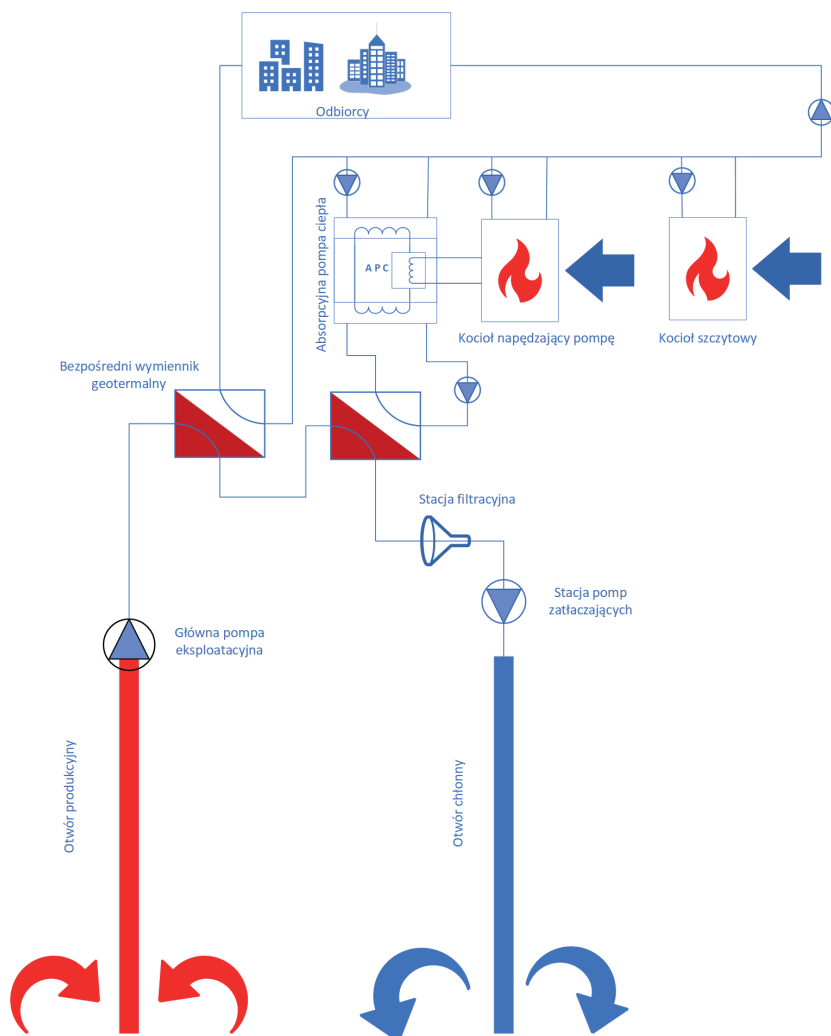 Odbiorcy
Absorpcyjna pompa ciepła
A P C
Kocioł napędzający pompę
Kocioł szczytowy
Bezpośredni wymiennik
geotermalny
Stacja filtracyjna
Stacja pomp
zatłaczających
Główna pompa
eksploatacyjna
Otwór produkcyjny
Otwór chłonny